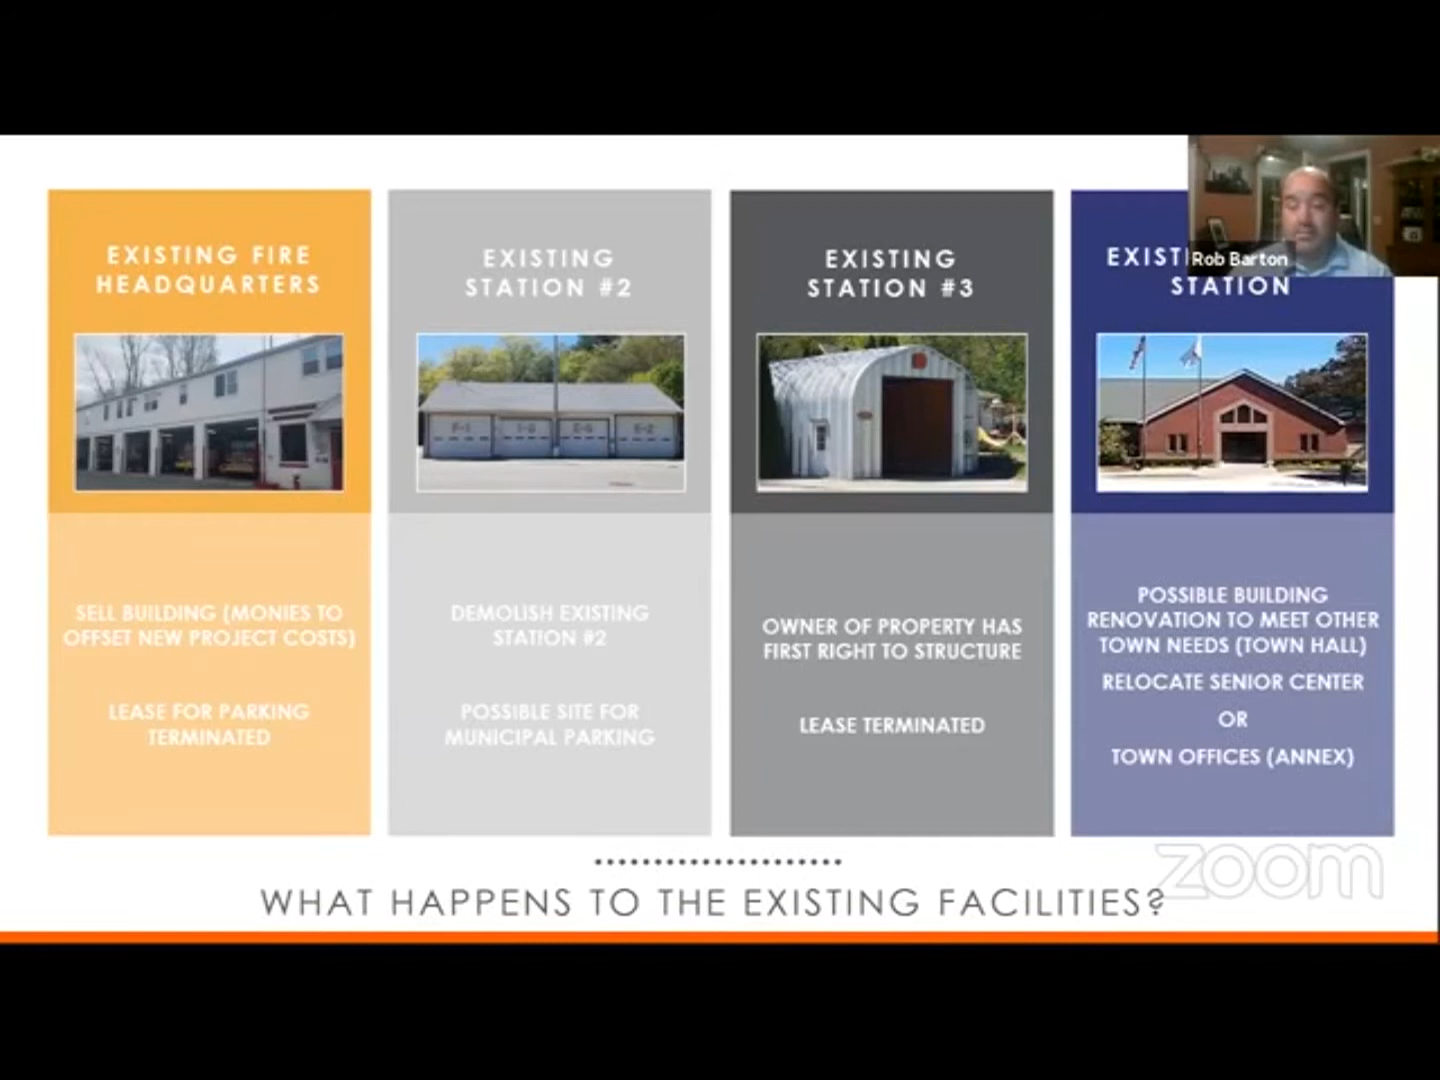 EXISTING FIRE
HEADQUARTERS
SELL BUILDING (MONIES TO
OFFSET NEW PROJECT COSTS)
LEASE FOR PARKING
TERMINATED
EXISTING
STATION #2
DEMOLISH EXISTING
STATION #2
POSSIBLE SITE FOR
MUNICIPAL PARKING
EXISTING
STATION #3
OWNER OF PROPERTY HAS
FIRST RIGHT TO STRUCTURE
LEASE TERMINATED
Rob Barton
STATION
POSSIBLE BUILDING
RENOVATION TO MEET OTHER
TOWN NEEDS (TOWN HALL)
RELOCATE SENIOR CENTER
OR
TOWN OFFICES (ANNEX)
WHAT HAPPENS TO THE EXISTING FACILITIES?
zoom